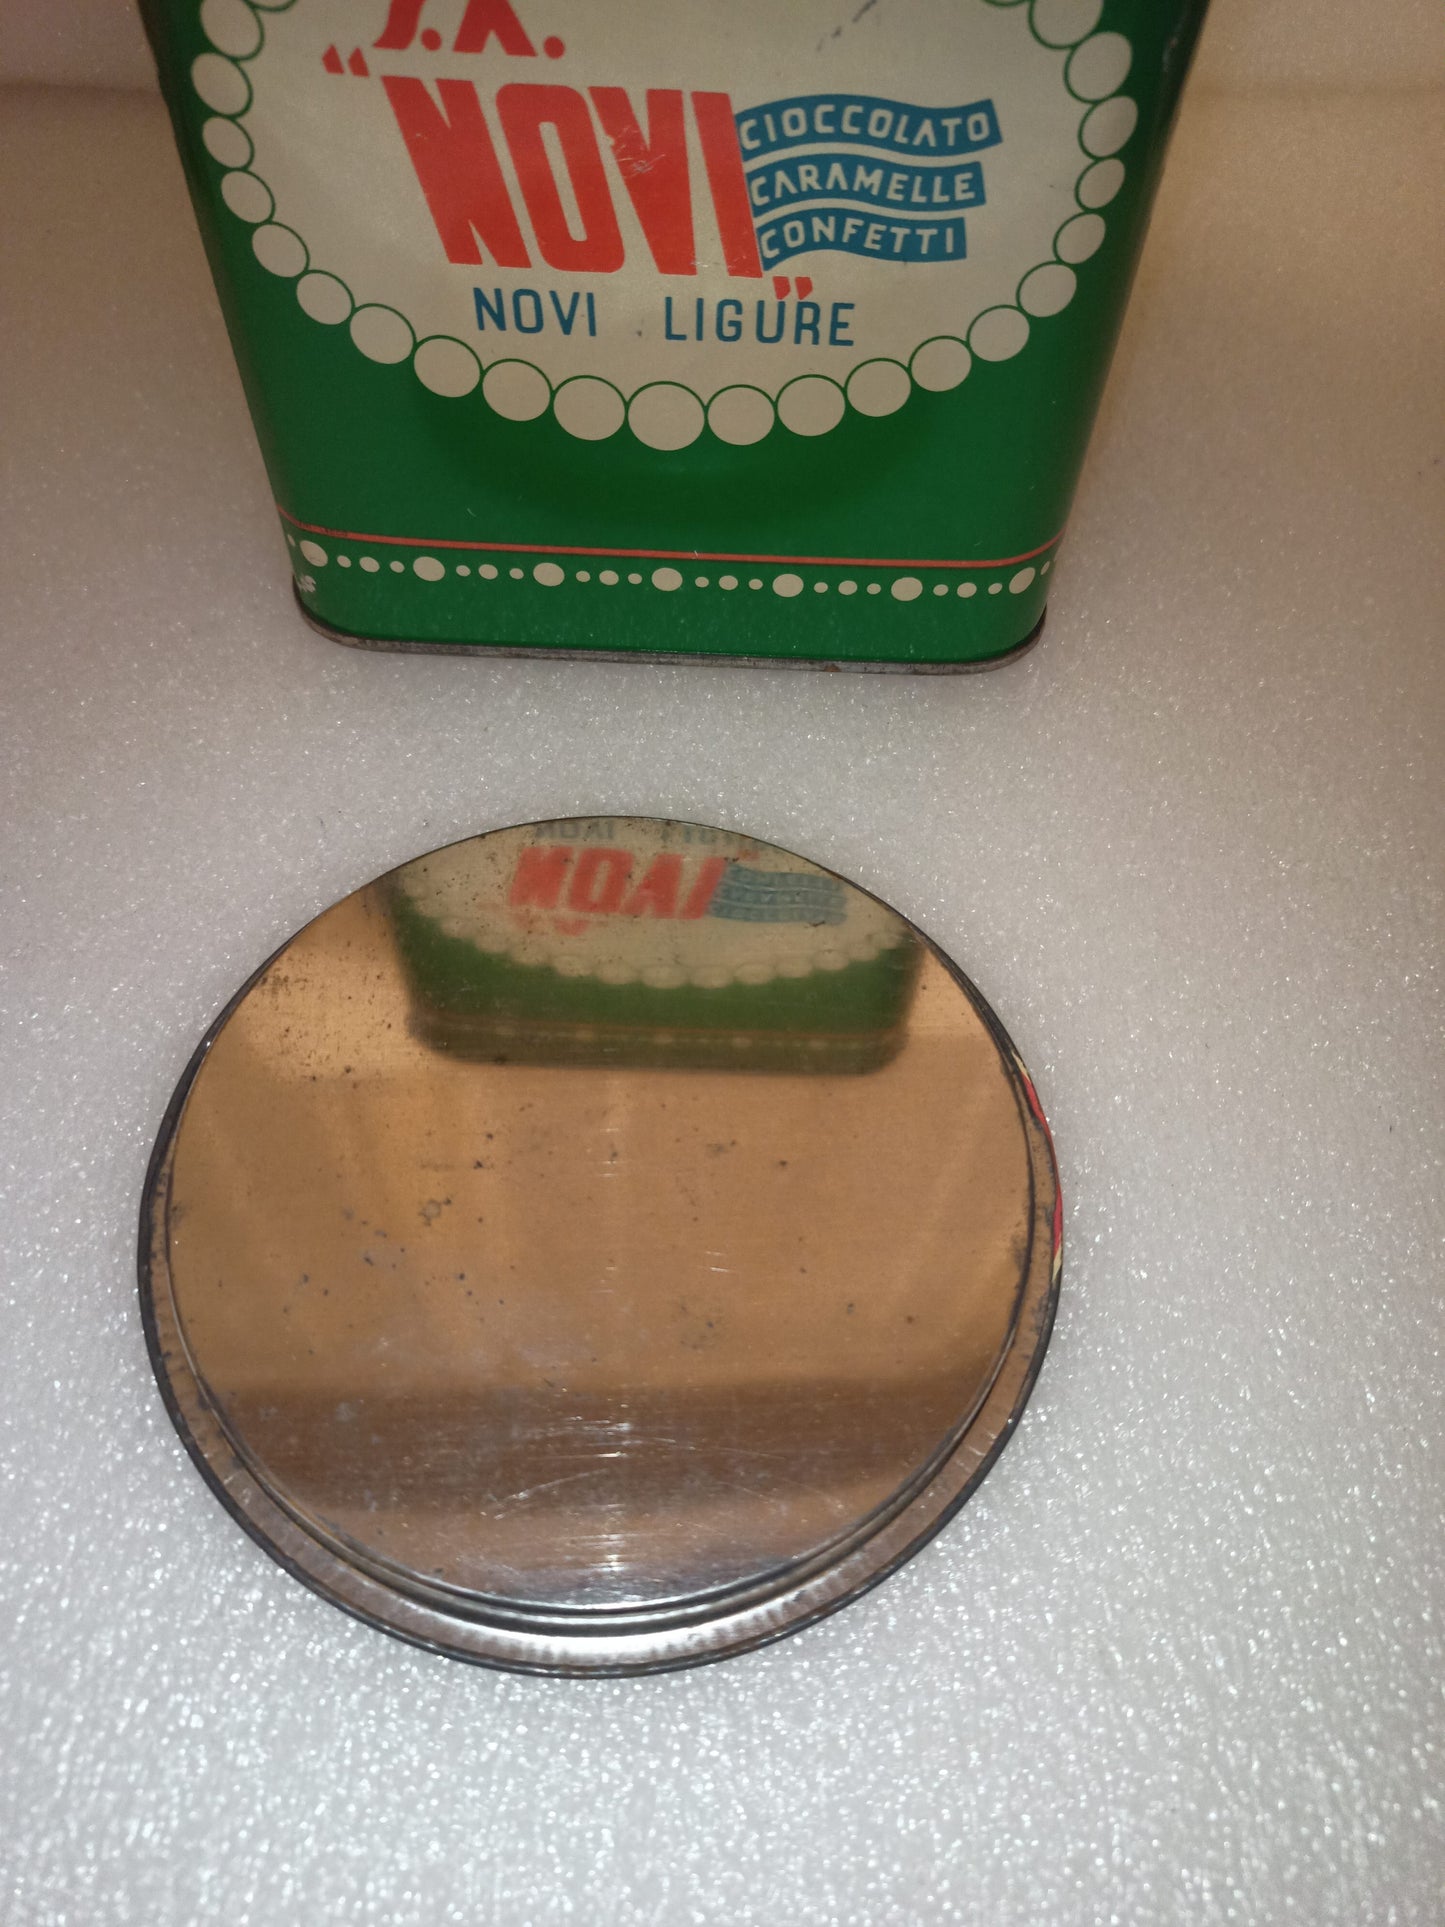 S.A.
"NOVI"
CIOCCOLATO
CARAMELLE
CONFETTI
NOVI LIGURE